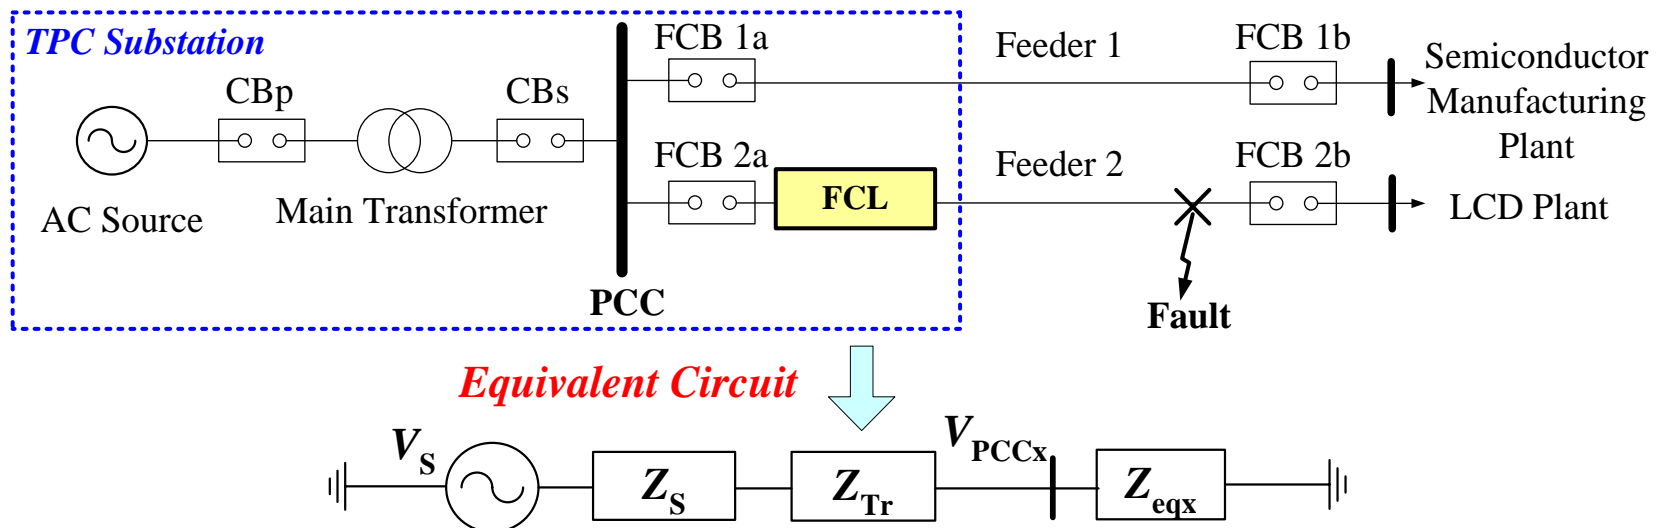 TPC Substation
FCB 1a
Feeder 1
FCB 1b
Semiconductor
Manufacturing
Plant
CBp
CBs
AC Source
Main Transformer
FCB 2a
FCL
Feeder 2
FCB 2b
LCD Plant
PCC
Fault
Equivalent Circuit
VS
ZS
ZTr
VPCCx
Zeqx